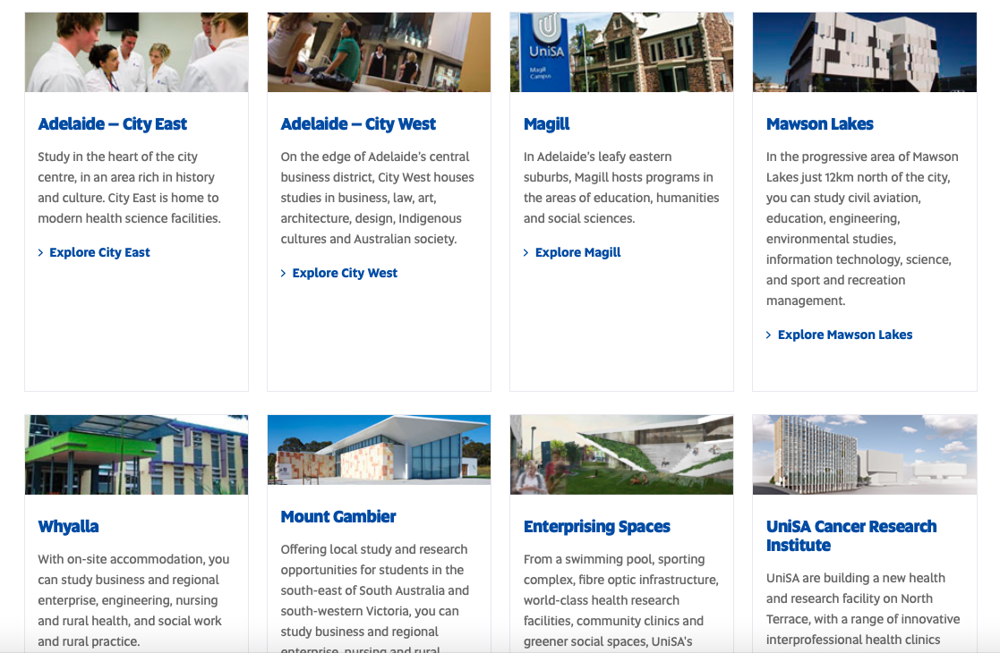 UniSA
Magill
Campus
Adelaide – City East
Study in the heart of the city
centre, in an area rich in history
and culture. City East is home to
modern health science facilities.
Explore City East
Adelaide – City West
On the edge of Adelaide's central
business district, City West houses
studies in business, law, art,
architecture, design, Indigenous
cultures and Australian society.
Explore City West
Magill
In Adelaide's leafy eastern
suburbs, Magill hosts programs in
the areas of education, humanities
and social sciences.
Explore Magill
Mawson Lakes
In the progressive area of Mawson
Lakes just 12km north of the city,
you can study civil aviation,
education, engineering,
environmental studies,
information technology, science,
and sport and recreation
management.
Explore Mawson Lakes
Whyalla
With on-site accommodation, you
can study business and regional
enterprise, engineering, nursing
and rural health, and social work
and rural practice.
Mount Gambier
Offering local study and research
opportunities for students in the
south-east of South Australia and
south-western Victoria, you can
study business and regional
enterprise, nursing and rural
Enterprising Spaces
From a swimming pool, sporting
complex, fibre optic infrastructure,
world-class health research
facilities, community clinics and
greener social spaces, UniSA's
UniSA Cancer Research
Institute
UniSA are building a new health
and research facility on North
Terrace, with a range of innovative
interprofessional health clinics